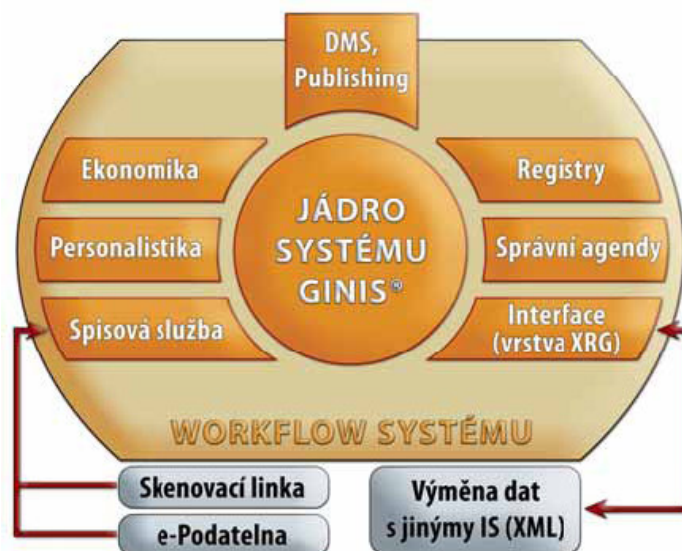 DMS,
Publishing
Ekonomika
Registry
JÁDRO
SYSTÉMU
GINIS®
Personalistika
Správní agendy
Spisová služba
Interface
(vrstva XRG)
WORKFLOW SYSTÉMU
Skenovací linka
e-Podatelna
Výměna dat
s jinýmy IS (XML)